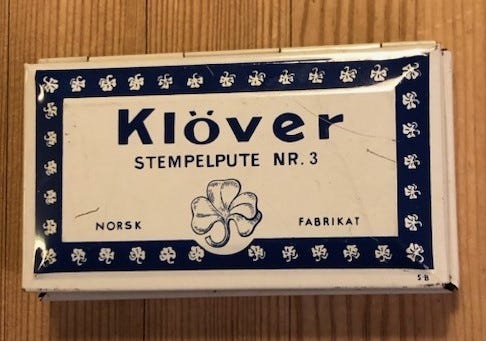 Klöver
STEMPELPUTE NR. 3
NORSK FABRIKAT
S B